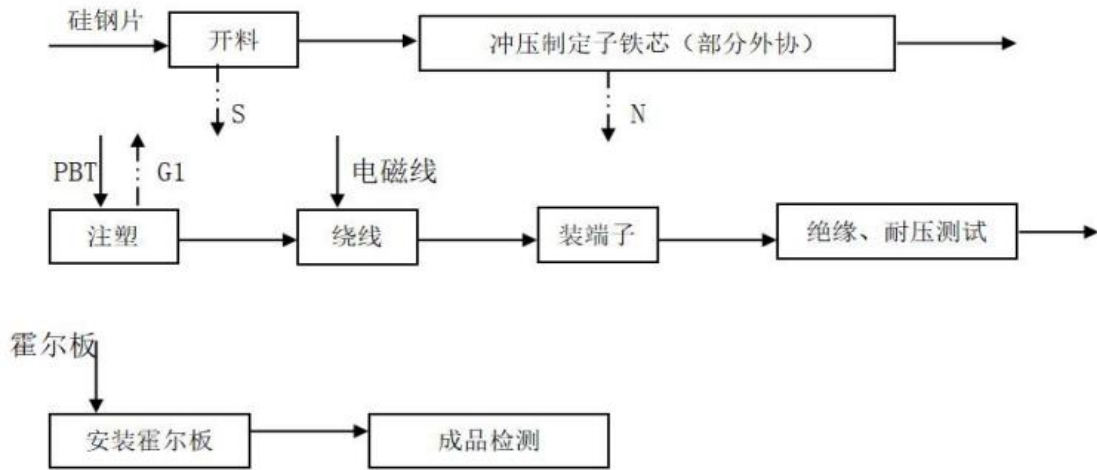 硅钢片
开料
冲压制定子铁芯（部分外协）
S
N
PBT
G1
电磁线
注塑
绕线
装端子
绝缘、耐压测试
霍尔板
安装霍尔板
成品检测